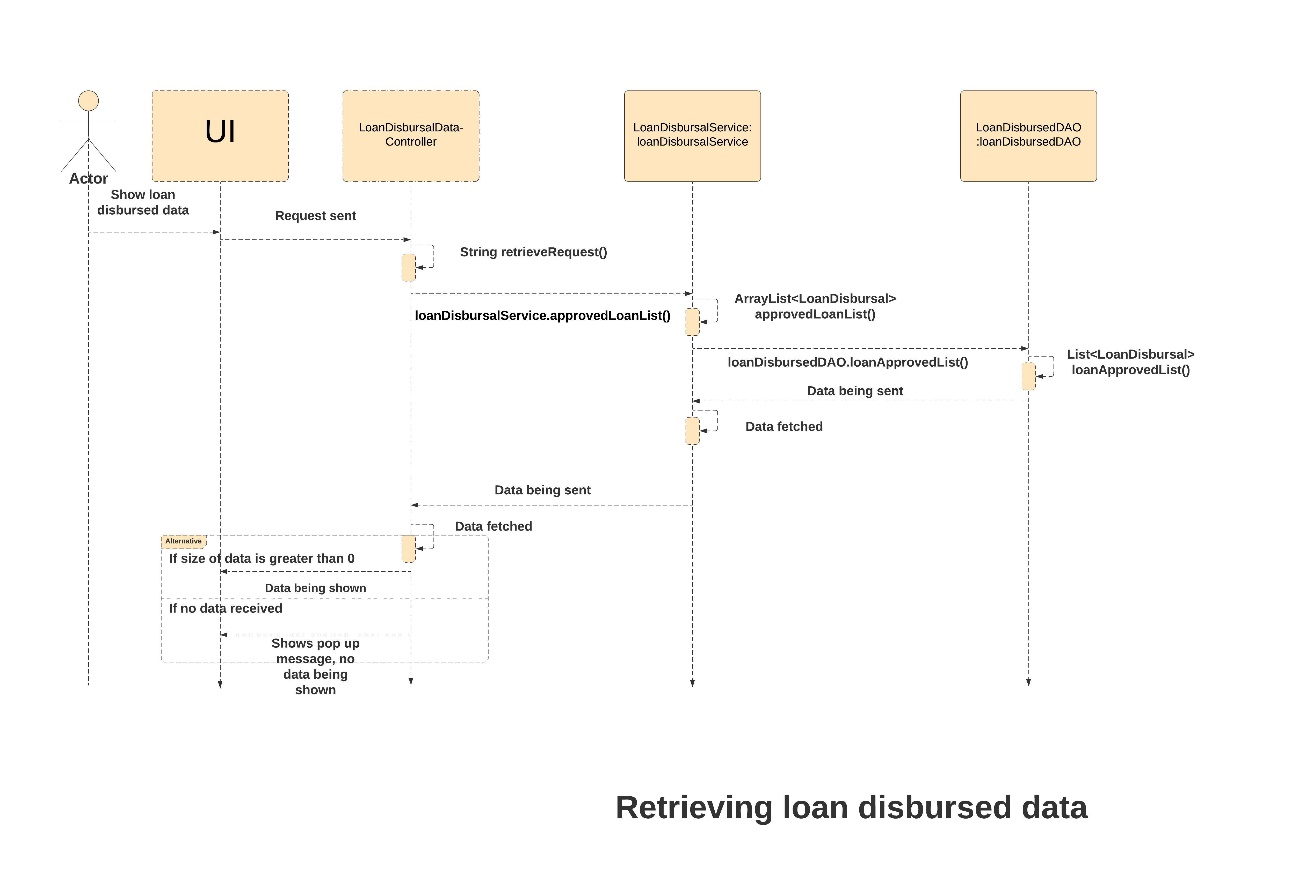 UI
LoanDisbursalData-
Controller
LoanDisbursalService:
loanDisbursalService
LoanDisbursedDAO
:loanDisbursedDAO
Actor
Show loan
disbursed data
Request sent
String retrieveRequest()
loanDisbursalService.approvedLoanList()
ArrayList<LoanDisbursal>
approvedLoanList()
loanDisbursedDAO.loanApprovedList()
List<LoanDisbursal>
loanApprovedList()
Data being sent
Data fetched
Data being sent
Data fetched
Alternative
If size of data is greater than 0
Data being shown
If no data received
Shows pop up
message, no
data being
shown
Retrieving loan disbursed data